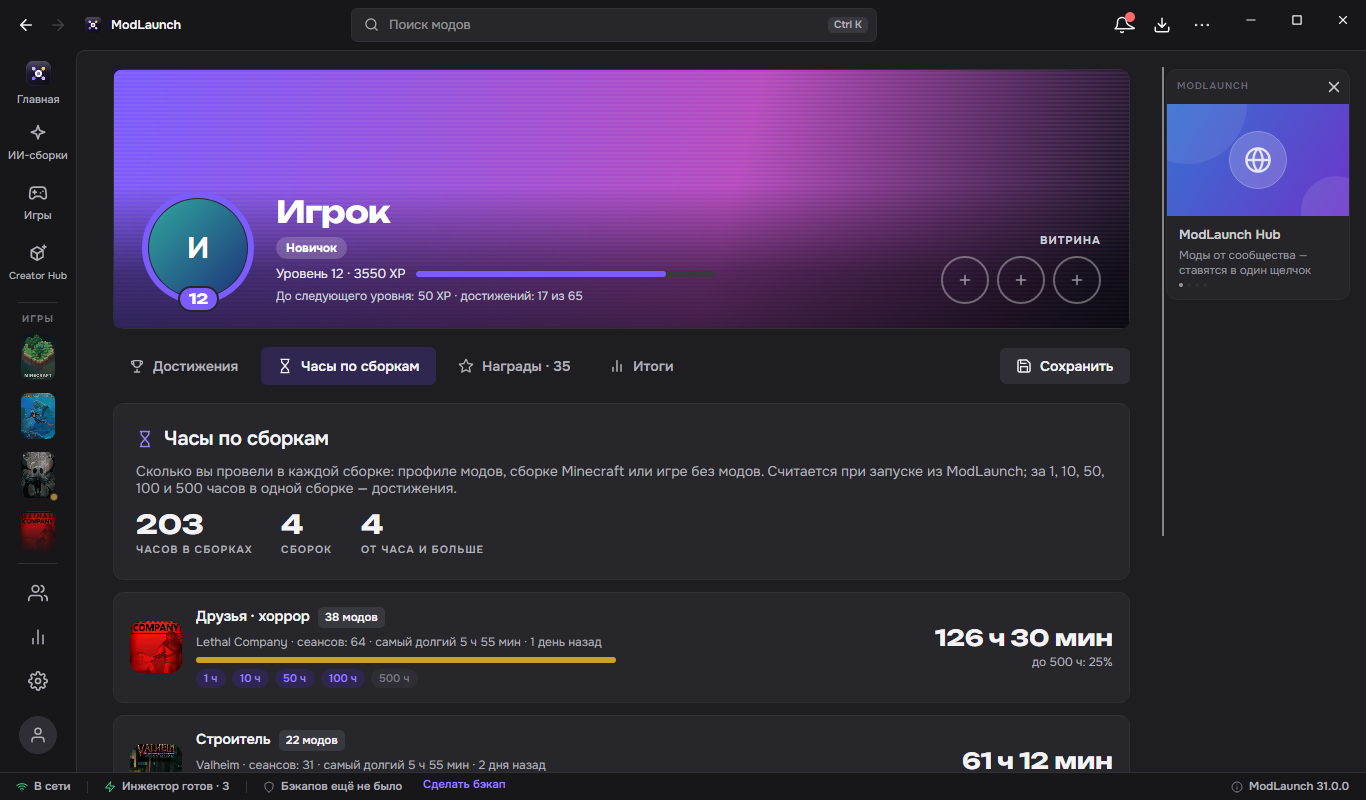 ModLaunch
Поиск модов
Ctrl K
Главная
ИИ-сборки
Игры
Creator Hub
ИГРЫ
MINECRAFT
LETHAL COMPANY
Игрок
Новичок
И
12
Уровень 12 · 3550 XP
До следующего уровня: 50 XP · достижений: 17 из 65
ВИТРИНА
MODLAUNCH
ModLaunch Hub
Моды от сообщества —
ставятся в один щелчок
Достижения
Часы по сборкам
Награды · 35
Итоги
Сохранить
Часы по сборкам
Сколько вы провели в каждой сборке: профиле модов, сборке Minecraft или игре без модов. Считается при запуске из ModLaunch; за 1, 10, 50,
100 и 500 часов в одной сборке — достижения.
203 4 4
ЧАСОВ В СБОРКАХ СБОРОК ОТ ЧАСА И БОЛЬШЕ
COMPANY
Друзья · хоррор 38 модов
Lethal Company · сеансов: 64 · самый долгий 5 ч 55 мин · 1 день назад
1 ч 10 ч 50 ч 100 ч 500 ч
126 ч 30 мин
до 500 ч: 25%
VALHEIM
Строитель 22 модов
Valheim · сеансов: 31 · самый долгий 5 ч 55 мин · 2 дня назад
61 ч 12 мин
В сети
Инжектор готов · 3
Бэкапов ещё не было
Сделать бэкап
ModLaunch 31.0.0